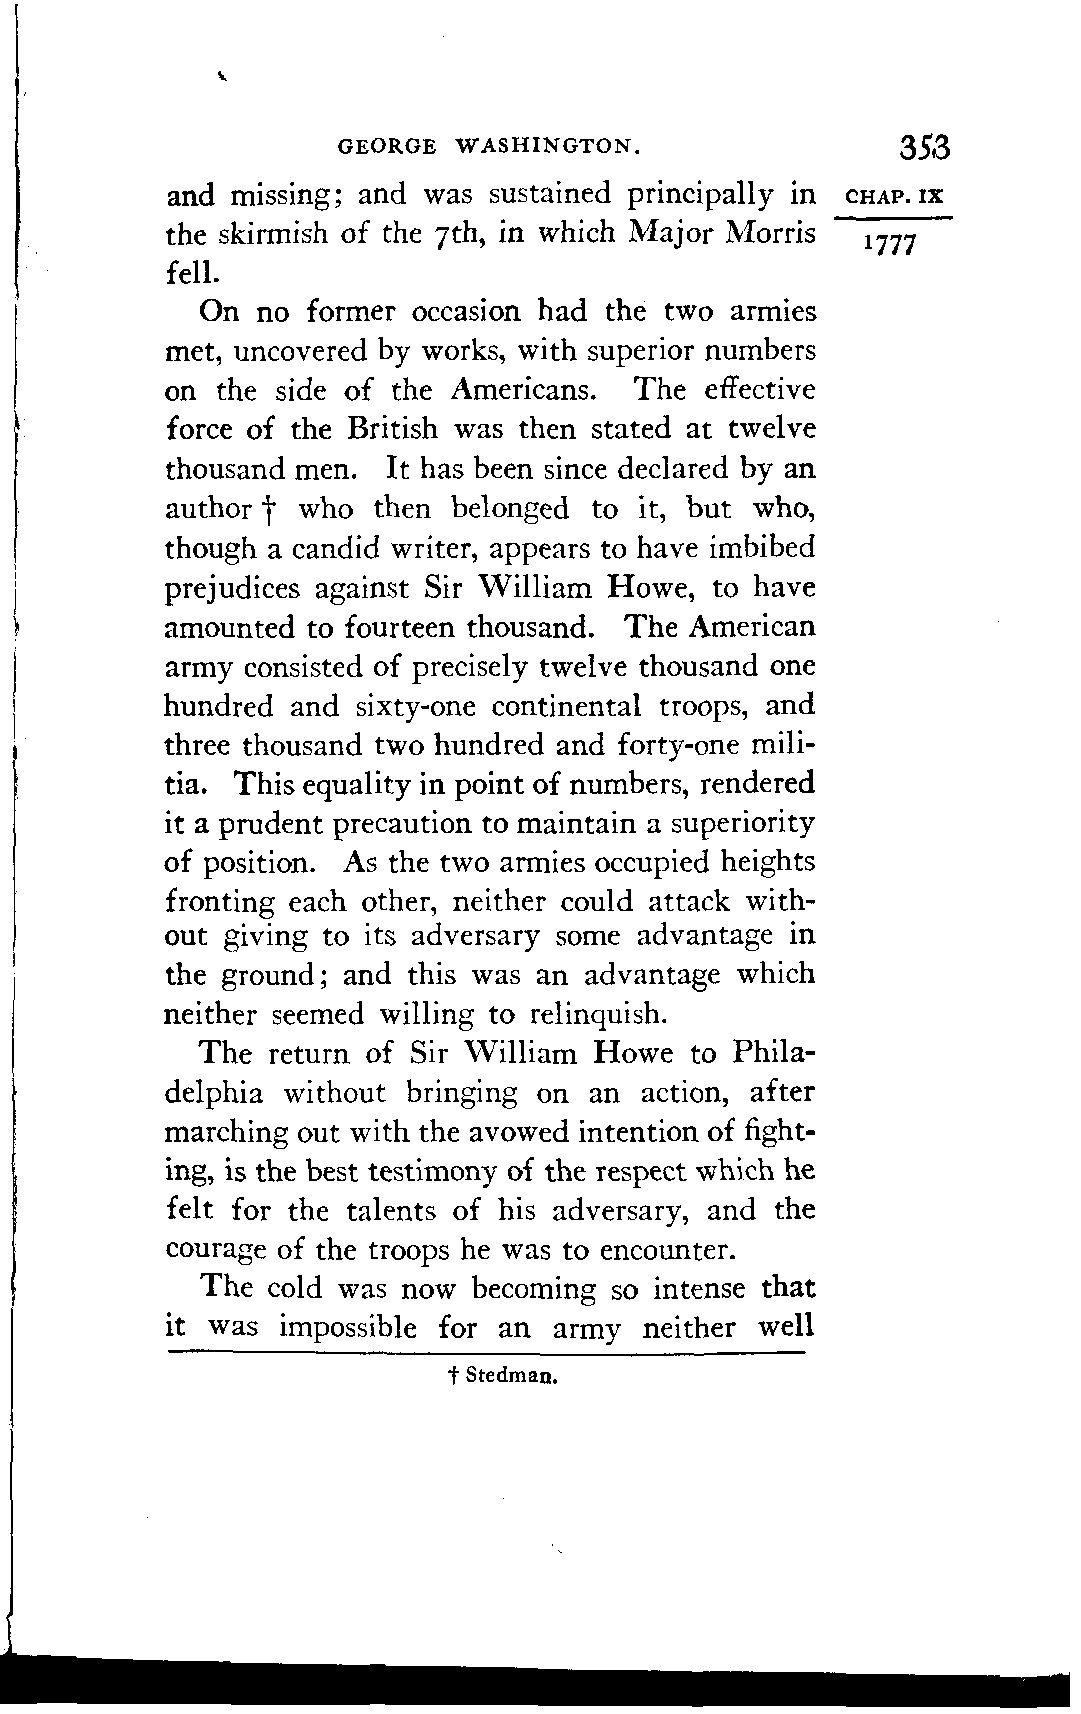 GEORGE WASHINGTON. 353
and missing; and was sustained principally in CHAP. IX
the skirmish of the 7th, in which Major Morris 1777
fell.
On no former occasion had the two armies
met, uncovered by works, with superior numbers
on the side of the Americans. The effective
force of the British was then stated at twelve
thousand men. It has been since declared by an
author † who then belonged to it, but who,
though a candid writer, appears to have imbibed
prejudices against Sir William Howe, to have
amounted to fourteen thousand. The American
army consisted of precisely twelve thousand one
hundred and sixty-one continental troops, and
three thousand two hundred and forty-one mili-
tia. This equality in point of numbers, rendered
it a prudent precaution to maintain a superiority
of position. As the two armies occupied heights
fronting each other, neither could attack with-
out giving to its adversary some advantage in
the ground; and this was an advantage which
neither seemed willing to relinquish.
The return of Sir William Howe to Phila-
delphia without bringing on an action, after
marching out with the avowed intention of fight-
ing, is the best testimony of the respect which he
felt for the talents of his adversary, and the
courage of the troops he was to encounter.
The cold was now becoming so intense that
it was impossible for an army neither well
† Stedman.